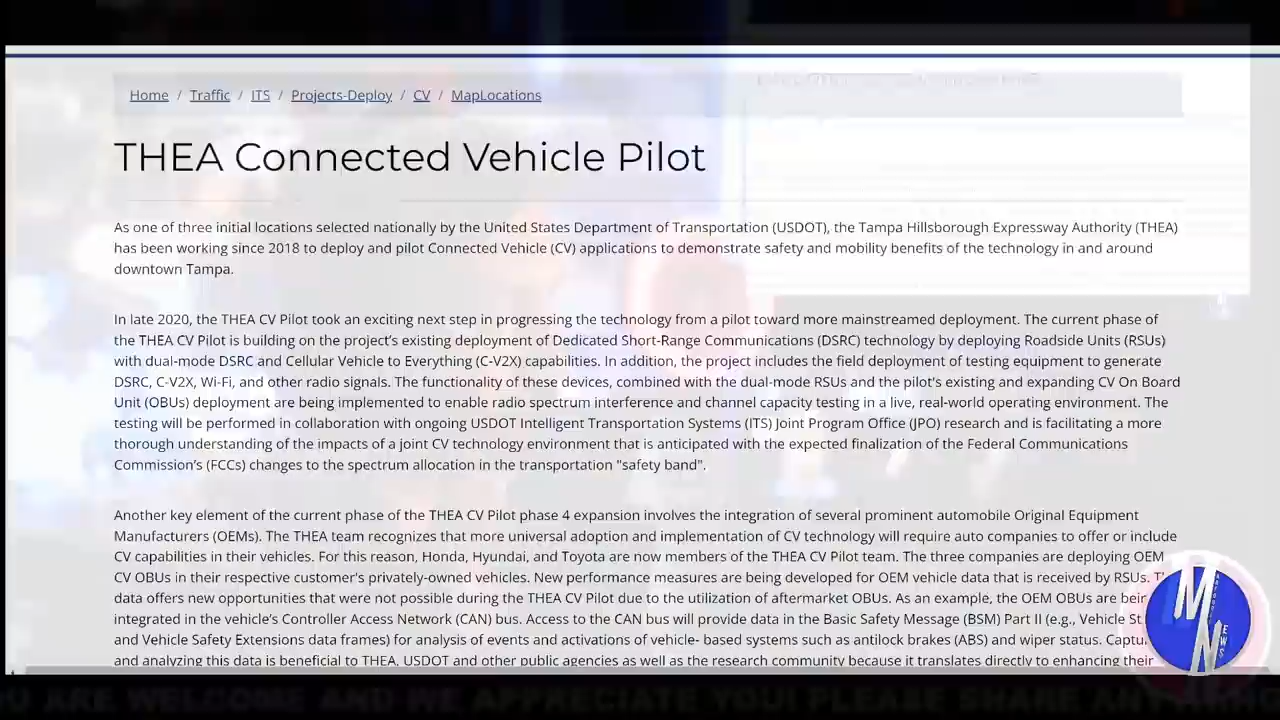 Home / Traffic / ITS / Projects-Deploy / CV / MapLocations
THEA Connected Vehicle Pilot
As one of three initial locations selected nationally by the United States Department of Transportation (USDOT), the Tampa Hillsborough Expressway Authority (THEA)
has been working since 2018 to deploy and pilot Connected Vehicle (CV) applications to demonstrate safety and mobility benefits of the technology in and around
downtown Tampa.
In late 2020, the THEA CV Pilot took an exciting next step in progressing the technology from a pilot toward more mainstreamed deployment. The current phase of
the THEA CV Pilot is building on the project's existing deployment of Dedicated Short-Range Communications (DSRC) technology by deploying Roadside Units (RSUs)
with dual-mode DSRC and Cellular Vehicle to Everything (C-V2X) capabilities. In addition, the project includes the field deployment of testing equipment to generate
DSRC, C-V2X, Wi-Fi, and other radio signals. The functionality of these devices, combined with the dual-mode RSUs and the pilot's existing and expanding CV On Board
Unit (OBUs) deployment are being implemented to enable radio spectrum interference and channel capacity testing in a live, real-world operating environment. The
testing will be performed in collaboration with ongoing USDOT Intelligent Transportation Systems (ITS) Joint Program Office (JPO) research and is facilitating a more
thorough understanding of the impacts of a joint CV technology environment that is anticipated with the expected finalization of the Federal Communications
Commission's (FCCs) changes to the spectrum allocation in the transportation "safety band".
Another key element of the current phase of the THEA CV Pilot phase 4 expansion involves the integration of several prominent automobile Original Equipment
Manufacturers (OEMs). The THEA team recognizes that more universal adoption and implementation of CV technology will require auto companies to offer or include
CV capabilities in their vehicles. For this reason, Honda, Hyundai, and Toyota are now members of the THEA CV Pilot team. The three companies are deploying OEM
CV OBUs in their respective customer's privately-owned vehicles. New performance measures are being developed for OEM vehicle data that is received by RSUs.
data offers new opportunities that were not possible during the THEA CV Pilot due to the utilization of aftermarket OBUs. As an example, the OEM OBUs are
integrated in the vehicle's Controller Access Network (CAN) bus. Access to the CAN bus will provide data in the Basic Safety Message (BSM) Part II (e.g., Vehicle
and Vehicle Safety Extensions data frames) for analysis of events and activations of vehicle- based systems such as antilock brakes (ABS) and wiper status.
and analyzing this data is beneficial to THEA, USDOT and other public agencies as well as the research community because it translates directly to enhancing their
ARE WELCOME AND WE APPRECIATE YOU! PLEASE SHARE